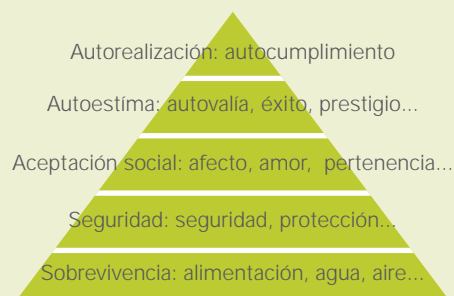 Autorealización: autocumplimiento
Autoestíma: autovalía, éxito, prestigio...
Aceptación social: afecto, amor, pertenencia...
Seguridad: seguridad, protección...
Sobrevivencia: alimentación, agua, aire...